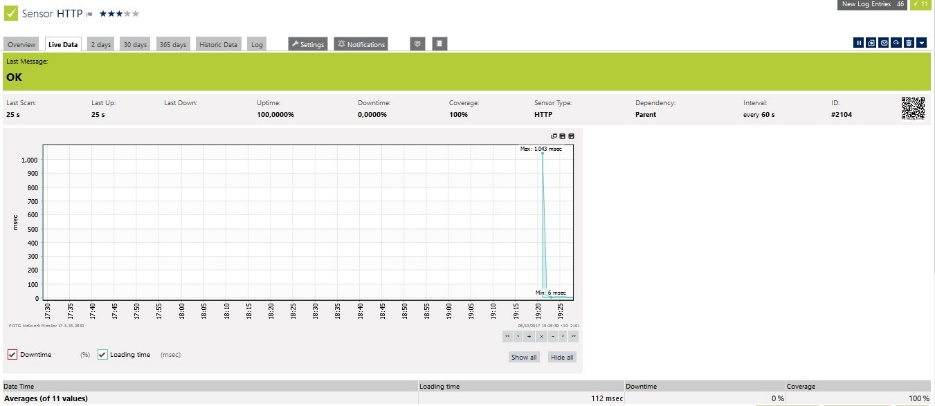 New Log Entries 46 11
Sensor HTTP
Overview Live Data 2 days 30 days 365 days Historic Data Log Settings Notifications
Last Message:
OK
Last Scan: Last Up: Last Down: Uptime: Downtime: Coverage: Sensor Type: Dependency: Interval: ID:
25 s 25 s 100,0000% 0,0000% 100% HTTP Parent every 60 s #2104
Max: 1.043 msec
1.000
900
800
700
600
500
400
300
200
100
0
msec
Min: 6 msec
17:30 17:35 17:40 17:45 17:50 17:55 18:00 18:05 18:10 18:15 18:20 18:25 18:30 18:35 18:40 18:45 18:50 18:55 19:00 19:05 19:10 19:15 19:20 19:25
Downtime (%) Loading time (msec)
Show all Hide all
Date Time Loading time Downtime Coverage
Averages (of 11 values) 112 msec 0 % 100 %